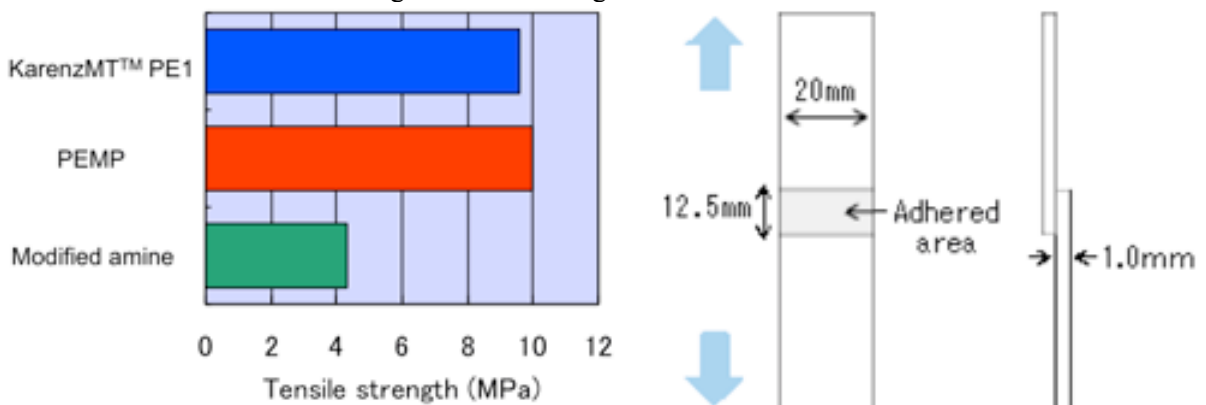 KarenzMT™ PE1
PEMP
Modified amine
0 2 4 6 8 10 12
Tensile strength (MPa)
20mm
12.5mm
Adhered
area
1.0mm